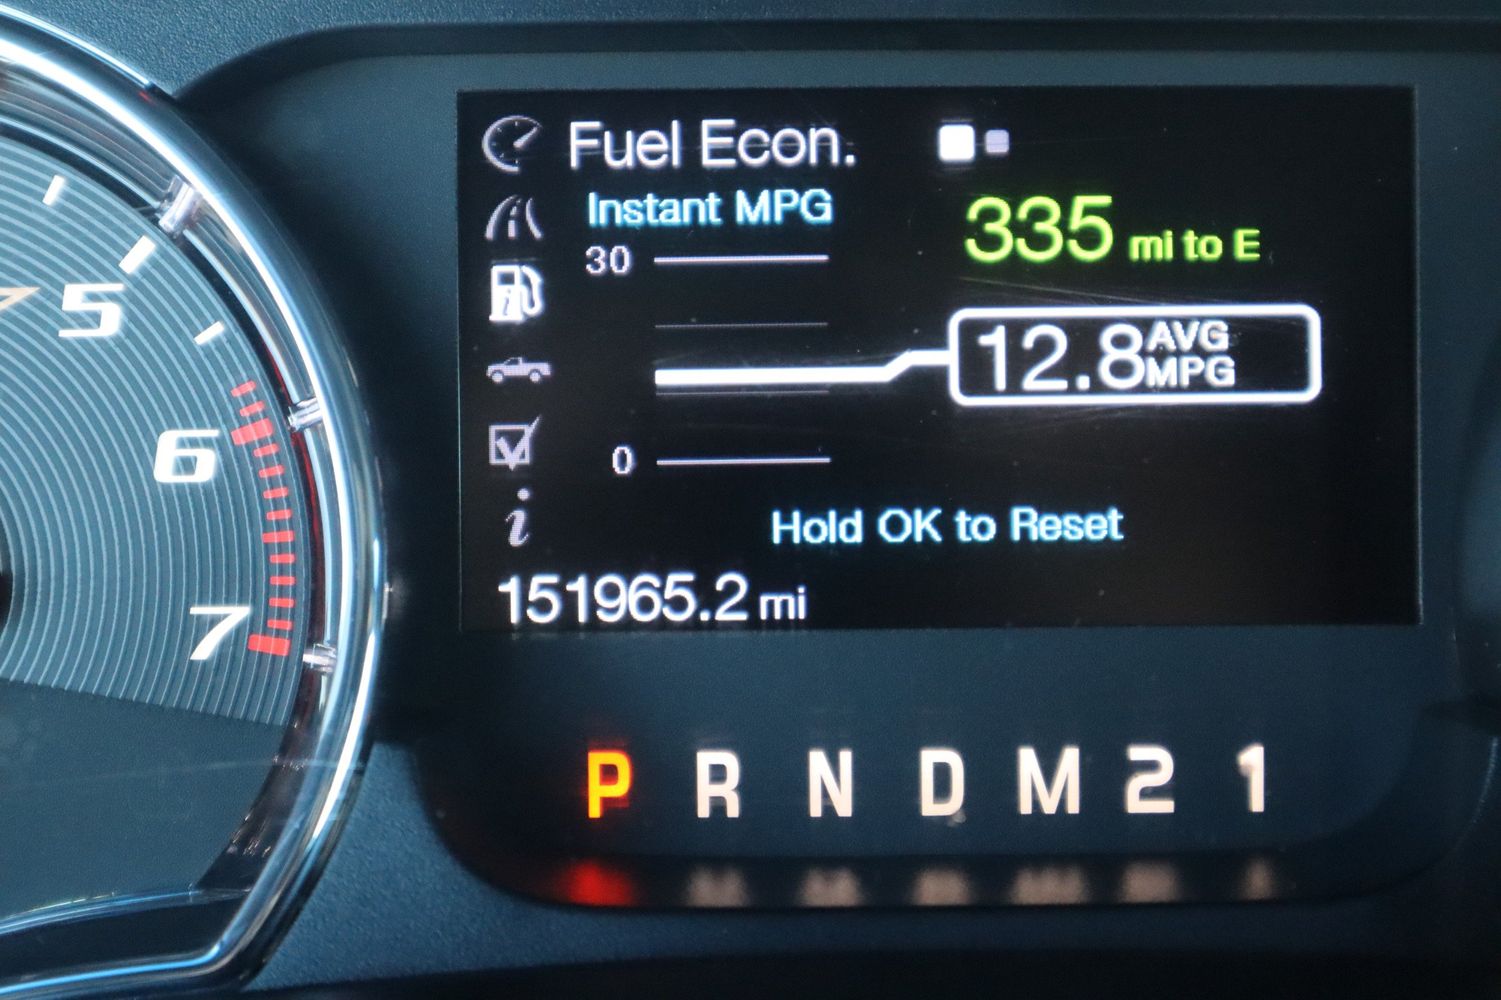 Fuel Econ.
Instant MPG
30
335 mi to E
12.8 AVG MPG
0
Hold OK to Reset
151965.2 mi
P R N D M 2 1
5
6
7